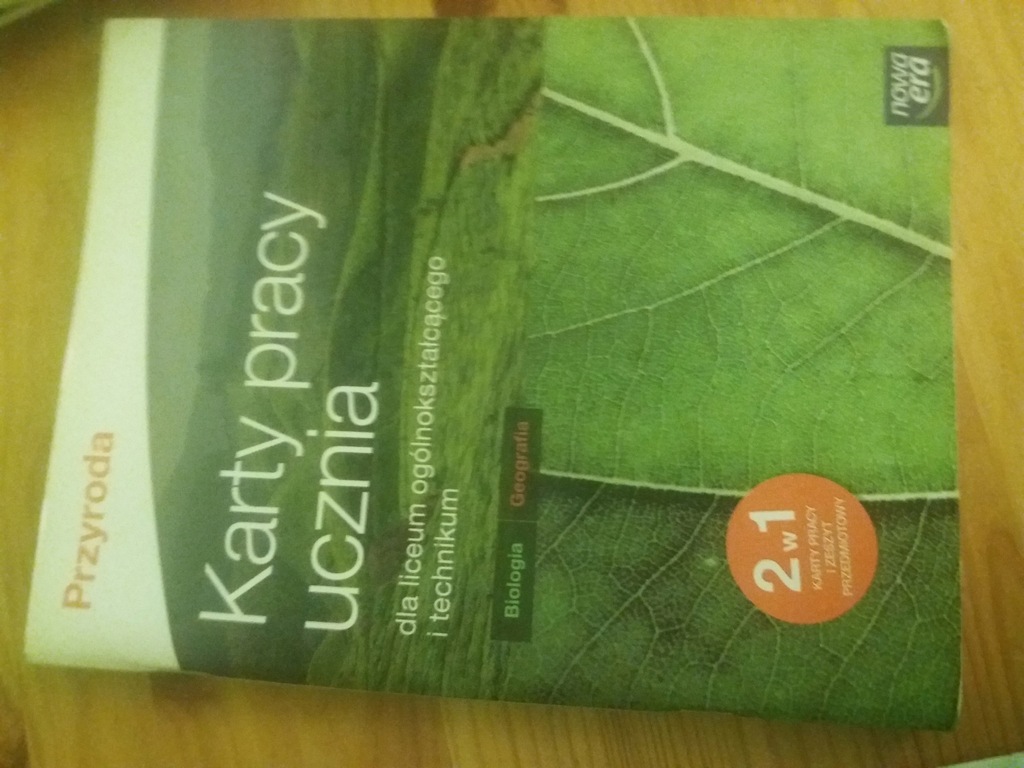 Przyroda
Karty pracy
ucznia
dla liceum ogólnokształcącego
i technikum
Biologia Geografia
2 w 1
KARTY PRACY
I ZESZYT
PRZEDMIOTOWY
nowa
era